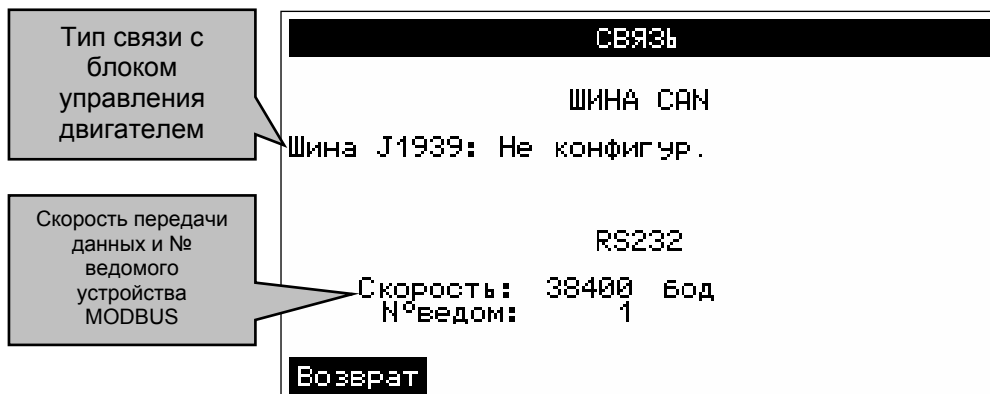 Тип связи с
блоком
управления
двигателем
СВЯЗЬ
ШИНА CAN
Шина J1939: Не конфигур.
Скорость передачи
данных и №
ведомого
устройства
MODBUS
RS232
Скорость: 38400 бод
N°ведом: 1
Возврат